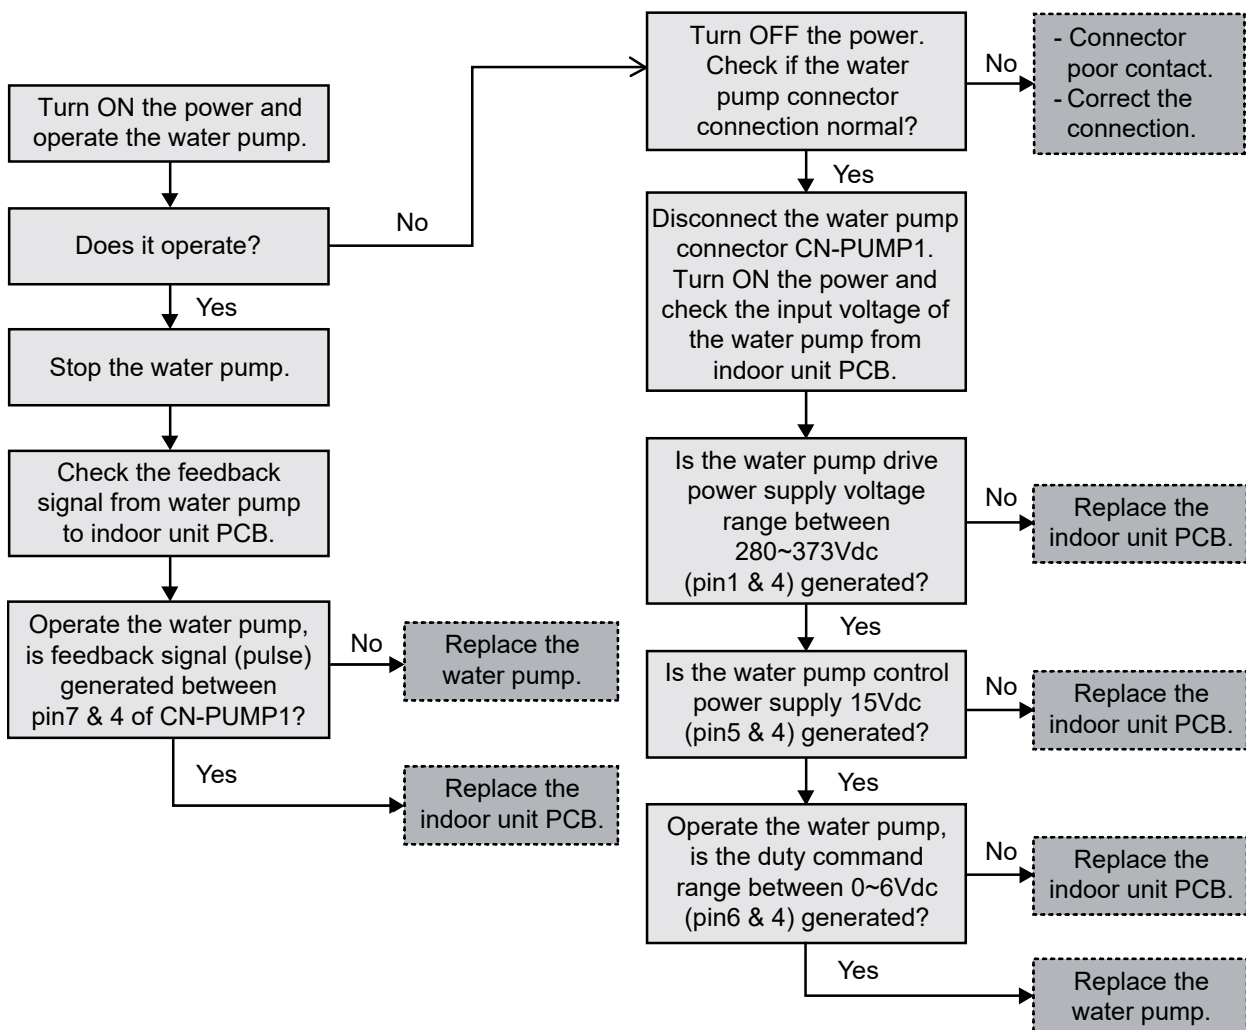 Turn ON the power and
operate the water pump.
Does it operate?
No
Yes
Stop the water pump.
Check the feedback
signal from water pump
to indoor unit PCB.
Operate the water pump,
is feedback signal (pulse)
generated between
pin7 & 4 of CN-PUMP1?
No
Replace the
water pump.
Yes
Replace the
indoor unit PCB.
Turn OFF the power.
Check if the water
pump connector
connection normal?
No
- Connector
poor contact.
- Correct the
connection.
Yes
Disconnect the water pump
connector CN-PUMP1.
Turn ON the power and
check the input voltage of
the water pump from
indoor unit PCB.
Is the water pump drive
power supply voltage
range between
280~373Vdc
(pin1 & 4) generated?
No
Replace the
indoor unit PCB.
Yes
Is the water pump control
power supply 15Vdc
(pin5 & 4) generated?
No
Replace the
indoor unit PCB.
Yes
Operate the water pump,
is the duty command
range between 0~6Vdc
(pin6 & 4) generated?
No
Replace the
indoor unit PCB.
Yes
Replace the
water pump.